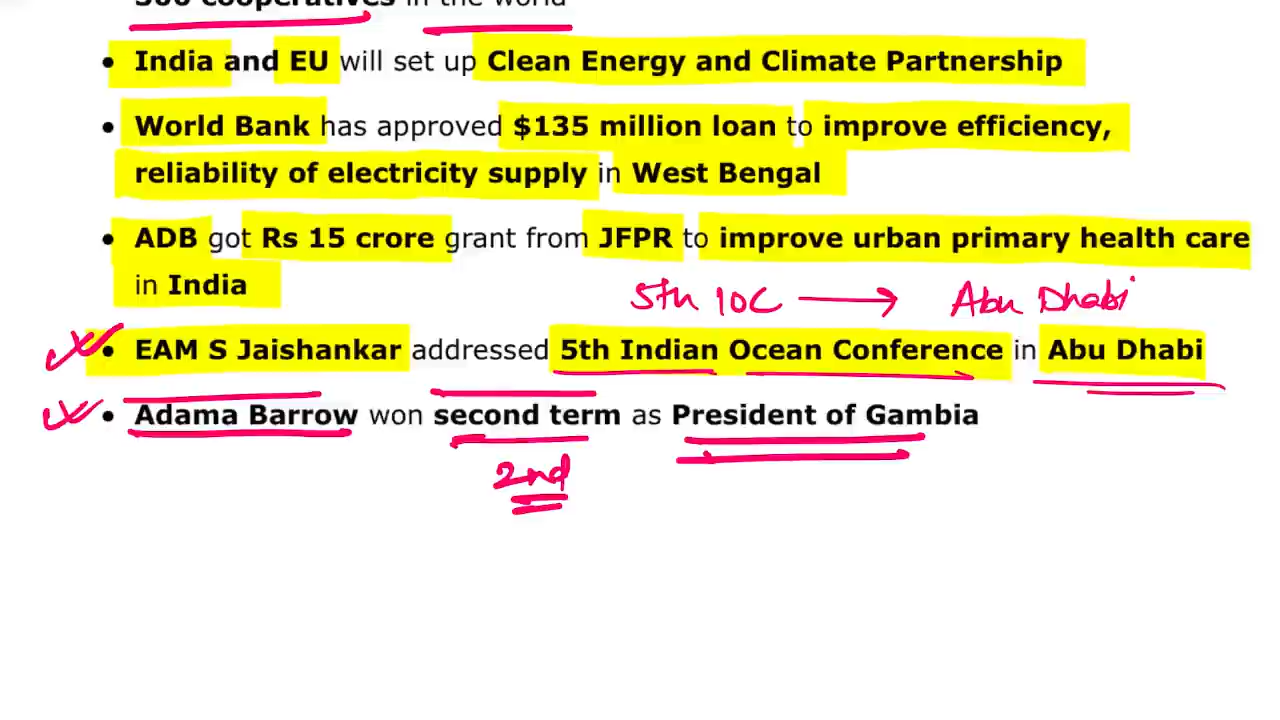 300 cooperatives in the world
• India and EU will set up Clean Energy and Climate Partnership
• World Bank has approved $135 million loan to improve efficiency,
reliability of electricity supply in West Bengal
• ADB got Rs 15 crore grant from JFPR to improve urban primary health care
in India
5th IOC → Abu Dhabi
• EAM S Jaishankar addressed 5th Indian Ocean Conference in Abu Dhabi
• Adama Barrow won second term as President of Gambia
2nd